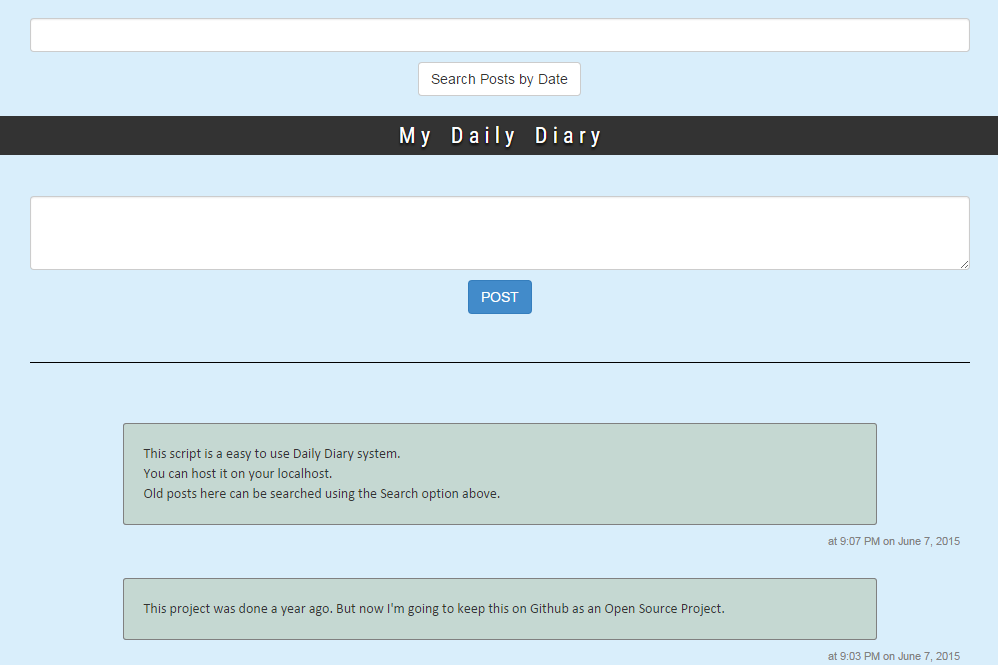 Search Posts by Date
My Daily Diary
POST
This script is a easy to use Daily Diary system.
You can host it on your localhost.
Old posts here can be searched using the Search option above.
at 9:07 PM on June 7, 2015
This project was done a year ago. But now I'm going to keep this on Github as an Open Source Project.
at 9:03 PM on June 7, 2015